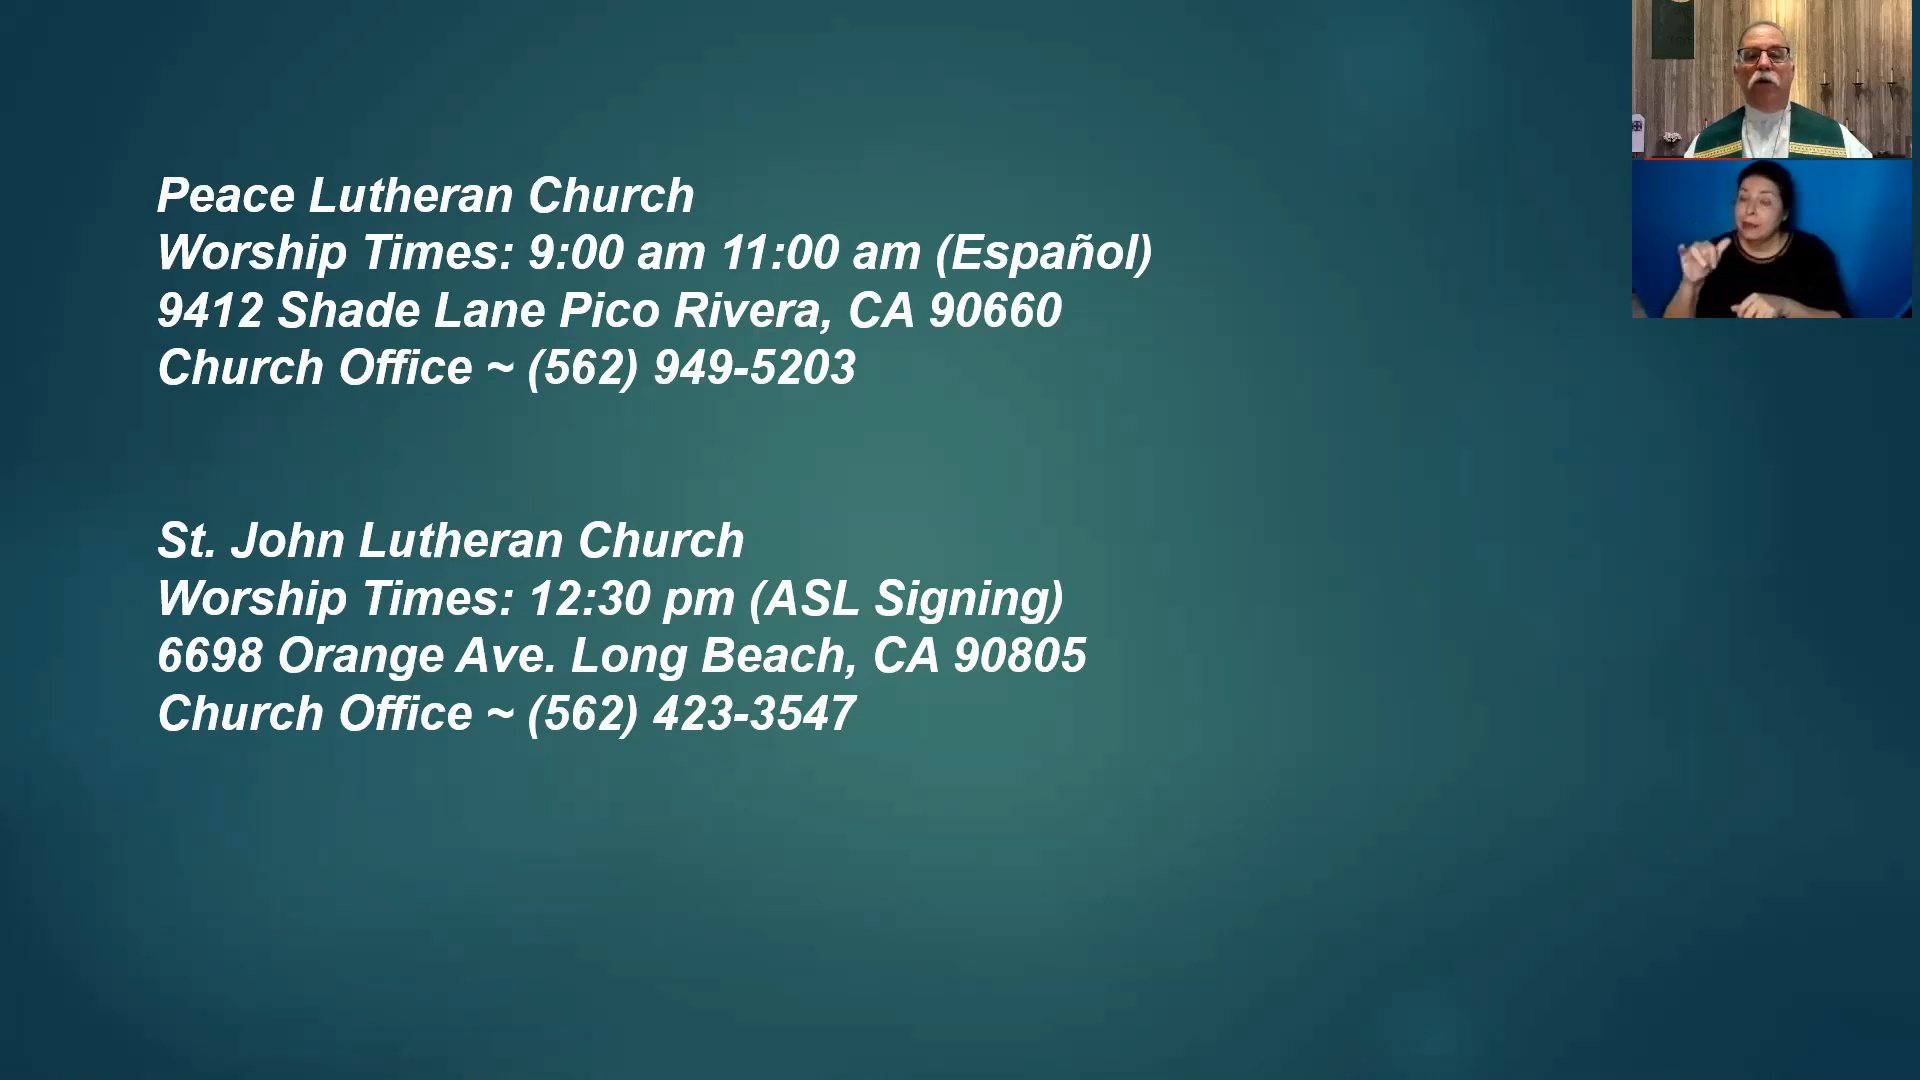 Peace Lutheran Church
Worship Times: 9:00 am 11:00 am (Español)
9412 Shade Lane Pico Rivera, CA 90660
Church Office ~ (562) 949-5203
St. John Lutheran Church
Worship Times: 12:30 pm (ASL Signing)
6698 Orange Ave. Long Beach, CA 90805
Church Office ~ (562) 423-3547